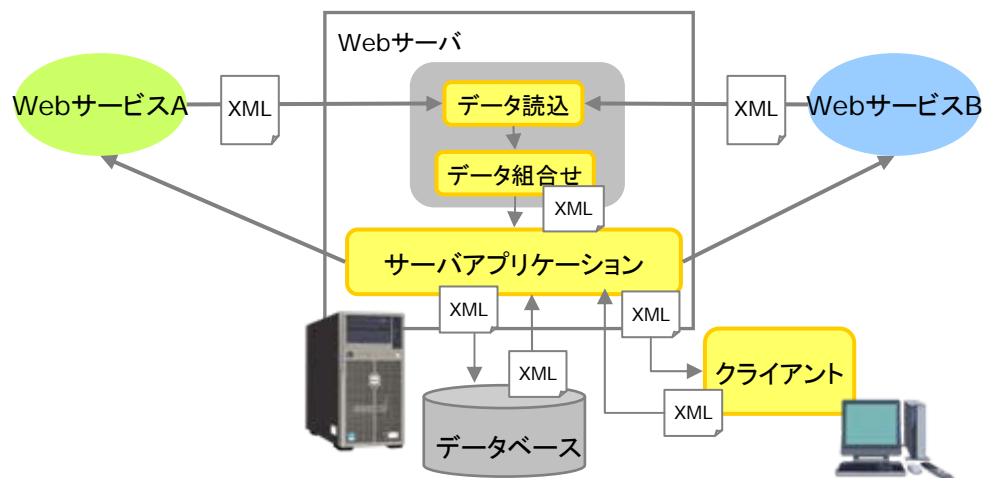 Webサーバ
WebサービスA
XML
データ読込
XML
WebサービスB
データ組合せ
XML
サーバアプリケーション
XML
XML
XML
クライアント
XML
データベース